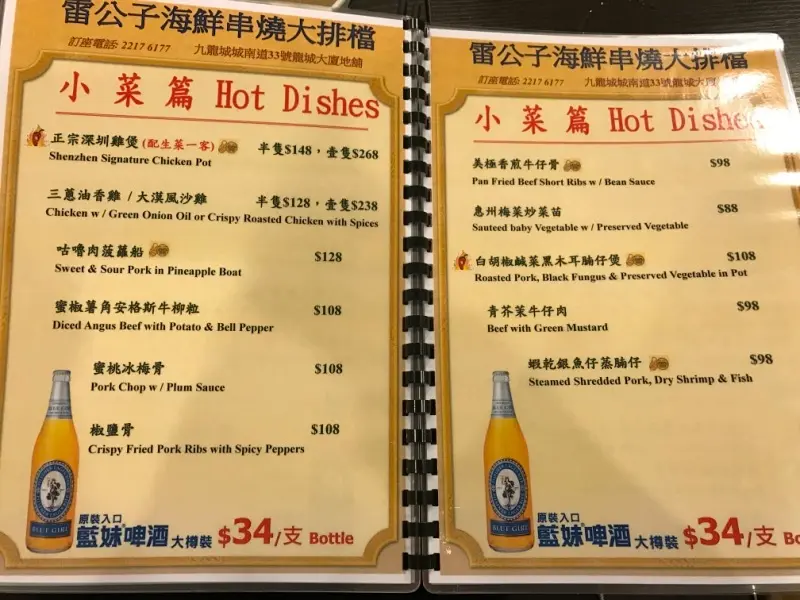 雷公子海鮮串燒大排檔
訂座電話: 2217 6177 九龍城城南道33號龍城大廈地舖
小菜篇 Hot Dishes
正宗深圳雞煲 (配生菜一客) 半隻$148，壹隻$268
Shenzhen Signature Chicken Pot
三蔥油香雞 / 大漠風沙雞 半隻$128，壹隻$238
Chicken w / Green Onion Oil or Crispy Roasted Chicken with Spices
咕嚕肉菠蘿船 $128
Sweet & Sour Pork in Pineapple Boat
蜜椒薯角安格斯牛柳粒 $108
Diced Angus Beef with Potato & Bell Pepper
蜜桃冰梅骨 $108
Pork Chop w / Plum Sauce
椒鹽骨 $108
Crispy Fried Pork Ribs with Spicy Peppers
BLUE GIRL
原裝入口
藍妹啤酒 大樽裝 $34/支 Bottle
雷公子海鮮串燒大排檔
訂座電話: 2217 6177 九龍城城南道33號龍城大廈
小菜篇 Hot Dishes
美極香煎牛仔骨 $98
Pan Fried Beef Short Ribs w / Bean Sauce
惠州梅菜炒菜苗 $88
Sauteed baby Vegetable w / Preserved Vegetable
白胡椒鹹菜黑木耳腩仔煲 $108
Roasted Pork, Black Fungus & Preserved Vegetable in Pot
青芥菜牛仔肉 $98
Beef with Green Mustard
蝦乾銀魚仔蒸腩仔 $98
Steamed Shredded Pork, Dry Shrimp & Fish
BLUE GIRL
原裝入口
藍妹啤酒 大樽裝 $34/支 Bo